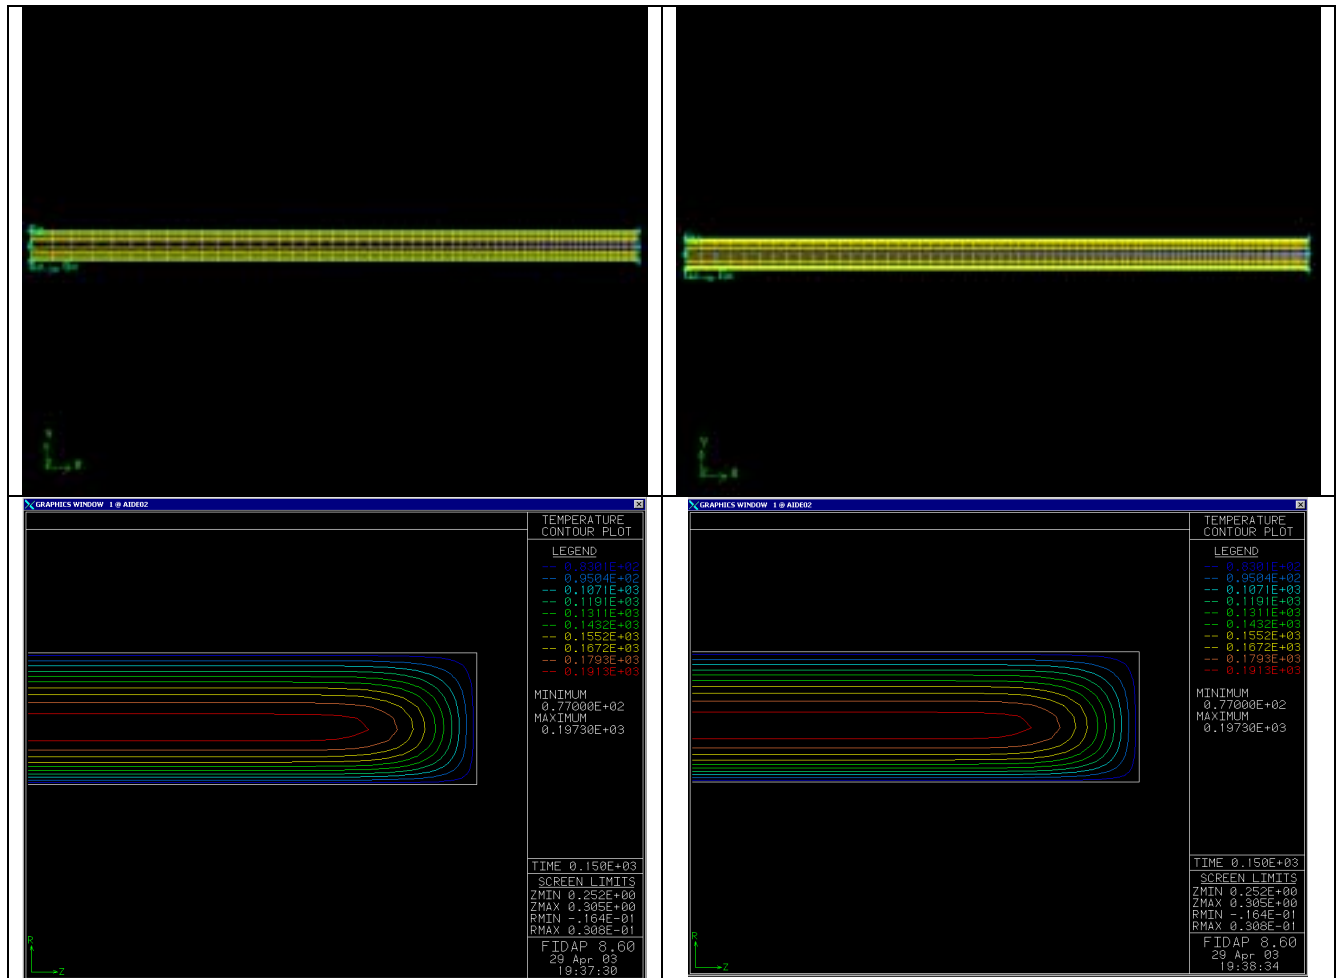 GRAPHICS WINDOW 1 @ AIDE02
TEMPERATURE
CONTOUR PLOT
LEGEND
-- 0.8301E+02
-- 0.9504E+02
-- 0.1071E+03
-- 0.1191E+03
-- 0.1311E+03
-- 0.1432E+03
-- 0.1552E+03
-- 0.1672E+03
-- 0.1793E+03
-- 0.1913E+03
MINIMUM
0.77000E+02
MAXIMUM
0.19730E+03
TIME 0.150E+03
SCREEN LIMITS
ZMIN 0.252E+00
ZMAX 0.305E+00
RMIN -.164E-01
RMAX 0.308E-01
FIDAP 8.60
29 Apr 03
19:37:30
R
Z
GRAPHICS WINDOW 1 @ AIDE02
TEMPERATURE
CONTOUR PLOT
LEGEND
-- 0.8301E+02
-- 0.9504E+02
-- 0.1071E+03
-- 0.1191E+03
-- 0.1311E+03
-- 0.1432E+03
-- 0.1552E+03
-- 0.1672E+03
-- 0.1793E+03
-- 0.1913E+03
MINIMUM
0.77000E+02
MAXIMUM
0.19730E+03
TIME 0.150E+03
SCREEN LIMITS
ZMIN 0.252E+00
ZMAX 0.305E+00
RMIN -.164E-01
RMAX 0.308E-01
FIDAP 8.60
29 Apr 03
19:38:34
R
Z